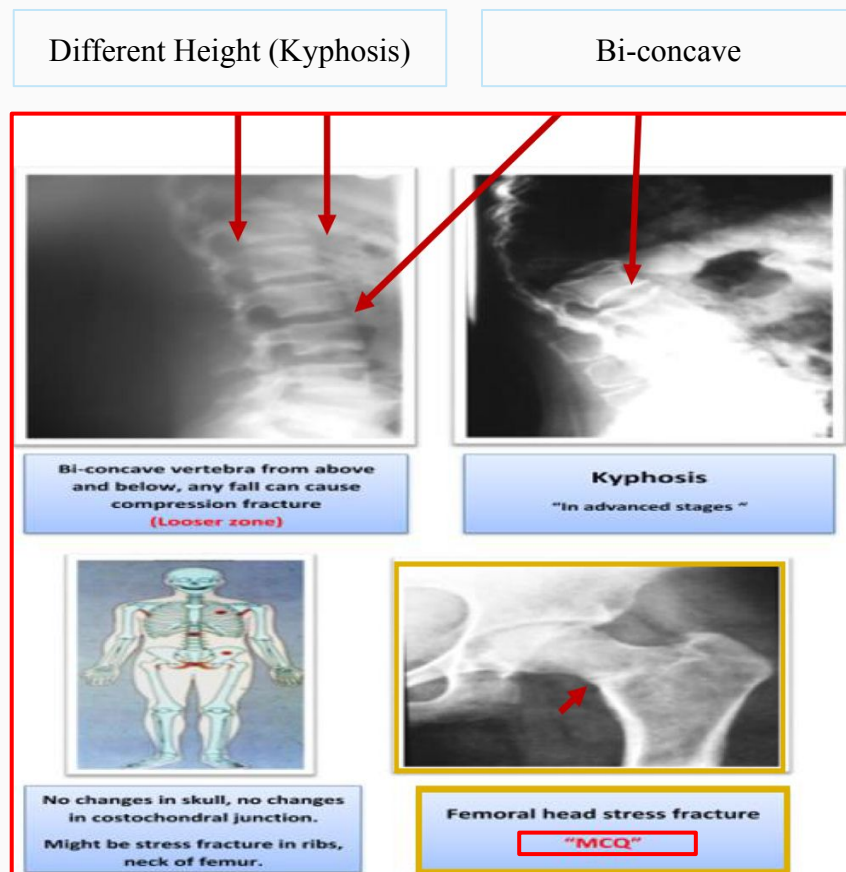 Different Height (Kyphosis)
Bi-concave
Bi-concave vertebra from above
and below, any fall can cause
compression fracture
(Looser zone)
Kyphosis
"In advanced stages "
No changes in skull, no changes
in costochondral junction.
Might be stress fracture in ribs,
neck of femur.
Femoral head stress fracture
"MCQ"